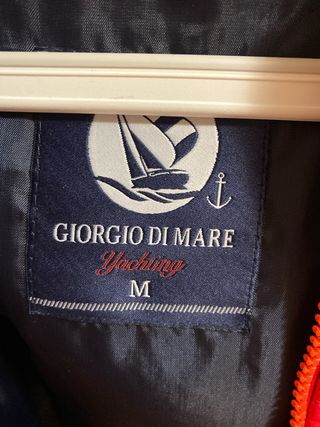 GIORGIO DI MARE
Yachting
M